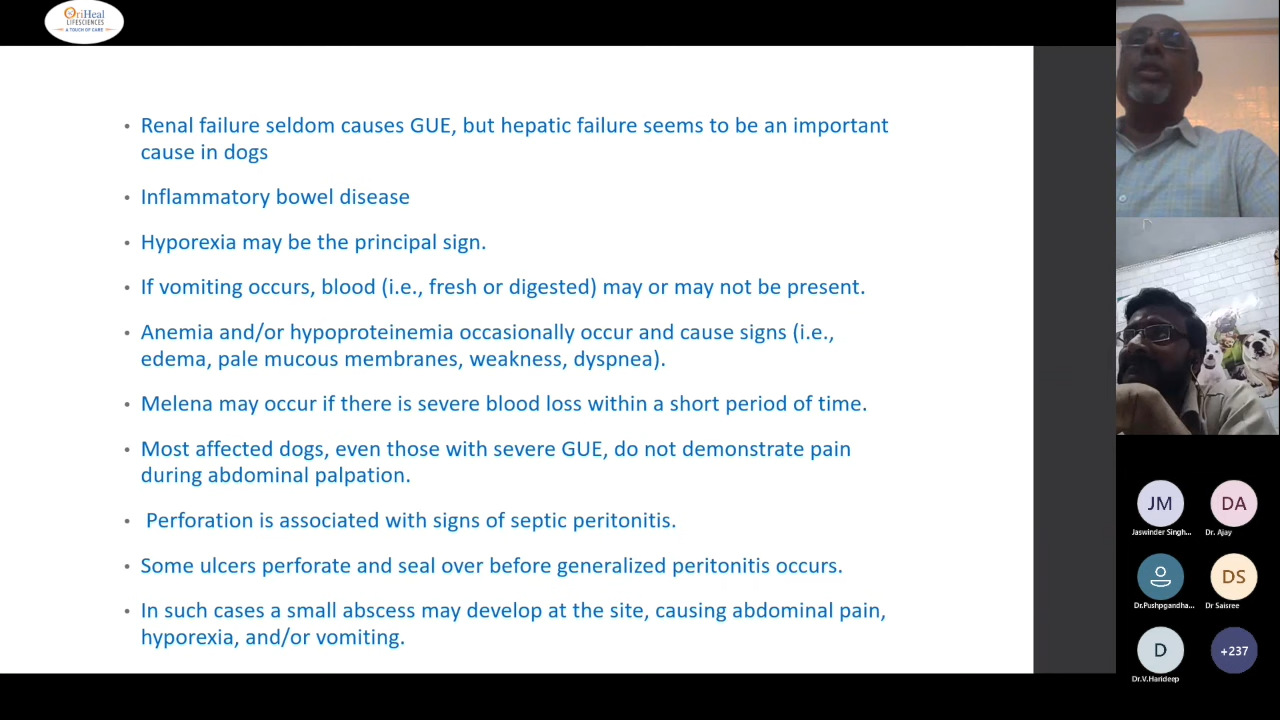 OriHeal
LIFESCIENCES
A TOUCH OF CARE
• Renal failure seldom causes GUE, but hepatic failure seems to be an important
cause in dogs
• Inflammatory bowel disease
• Hyporexia may be the principal sign.
• If vomiting occurs, blood (i.e., fresh or digested) may or may not be present.
• Anemia and/or hypoproteinemia occasionally occur and cause signs (i.e.,
edema, pale mucous membranes, weakness, dyspnea).
• Melena may occur if there is severe blood loss within a short period of time.
• Most affected dogs, even those with severe GUE, do not demonstrate pain
during abdominal palpation.
• Perforation is associated with signs of septic peritonitis.
• Some ulcers perforate and seal over before generalized peritonitis occurs.
• In such cases a small abscess may develop at the site, causing abdominal pain,
hyporexia, and/or vomiting.
JM
Jaswinder Singh...
DA
Dr. Ajay
Dr.Pushpgandha...
DS
Dr Saisree
D
Dr.V.Harideep
+237